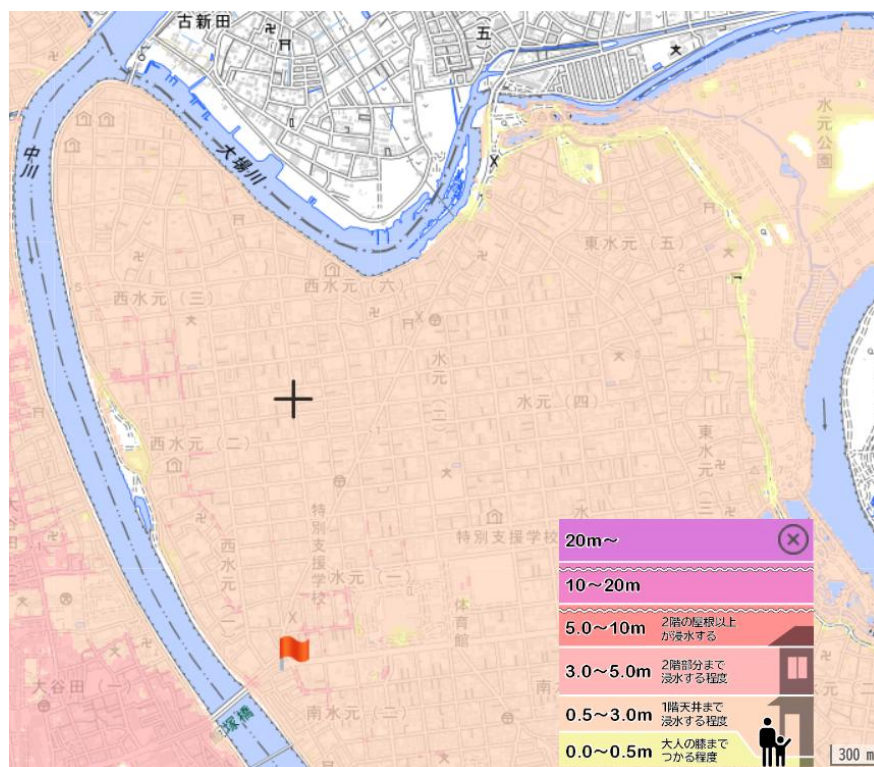 古新田
(五)
水元公園
中川
大場川
東水元(五)
西水元(三)
西水元(六)
水元(三)
水元(四)
西水元(二)
東水元(三)
特別支援学校
特別支援学校
水
西水元(一)
水元(一)
体育館
大谷田(一)
塚橋
南水元(二)
南水
20m～
10～20m
5.0～10m 2階の屋根以上
が浸水する
3.0～5.0m 2階部分まで
浸水する程度
0.5～3.0m 1階天井まで
浸水する程度
0.0～0.5m 大人の膝まで
つかる程度
300 m